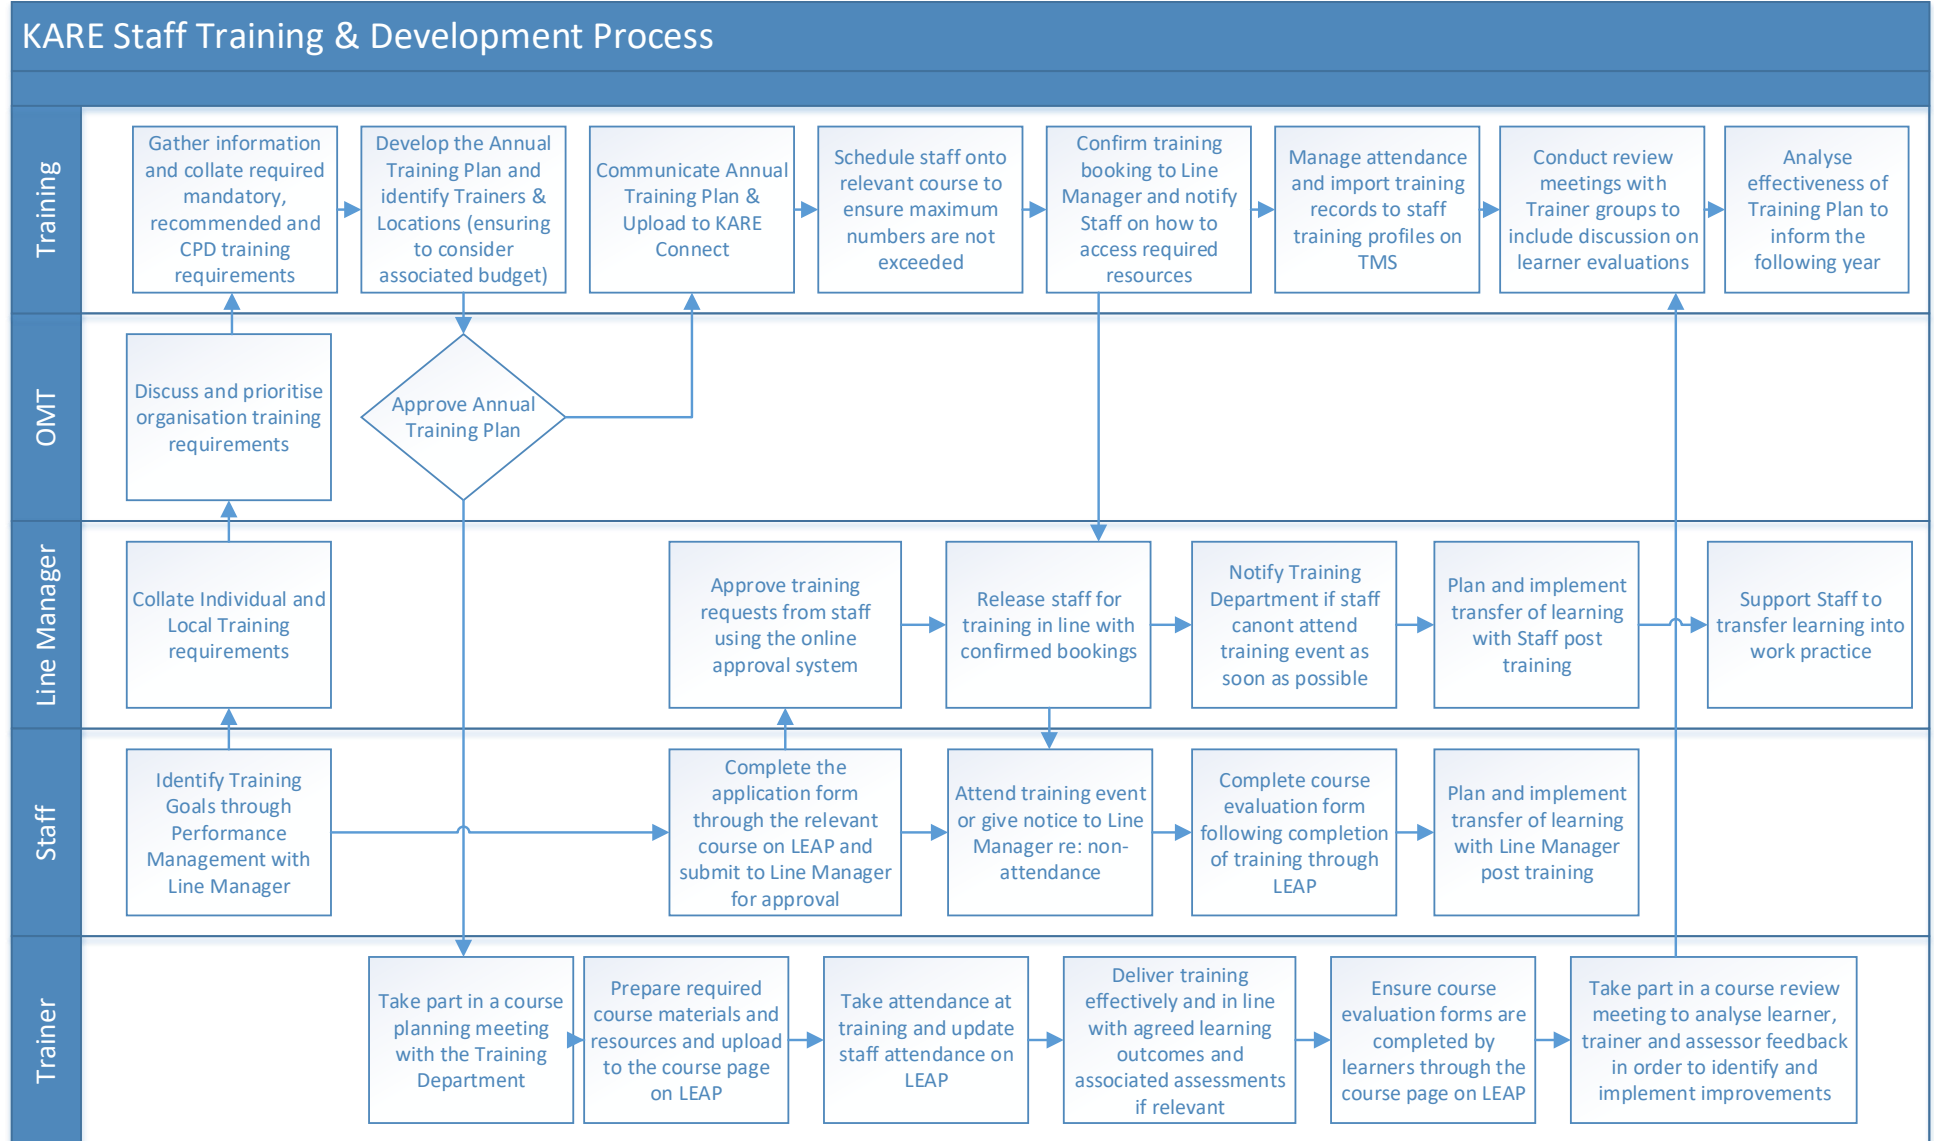 KARE Staff Training & Development Process
Training
Gather information
and collate required
mandatory,
recommended and
CPD training
requirements
Develop the Annual
Training Plan and
identify Trainers &
Locations (ensuring
to consider
associated budget)
Communicate Annual
Training Plan &
Upload to KARE
Connect
Schedule staff onto
relevant course to
ensure maximum
numbers are not
exceeded
Confirm training
booking to Line
Manager and notify
Staff on how to
access required
resources
Manage attendance
and import training
records to staff
training profiles on
TMS
Conduct review
meetings with
Trainer groups to
include discussion on
learner evaluations
Analyse
effectiveness of
Training Plan to
inform the
following year
OMT
Discuss and prioritise
organisation training
requirements
Approve Annual
Training Plan
Line Manager
Collate Individual and
Local Training
requirements
Approve training
requests from staff
using the online
approval system
Release staff for
training in line with
confirmed bookings
Notify Training
Department if staff
canont attend
training event as
soon as possible
Plan and implement
transfer of learning
with Staff post
training
Support Staff to
transfer learning into
work practice
Staff
Identify Training
Goals through
Performance
Management with
Line Manager
Complete the
application form
through the relevant
course on LEAP and
submit to Line Manager
for approval
Attend training event
or give notice to Line
Manager re: non-
attendance
Complete course
evaluation form
following completion
of training through
LEAP
Plan and implement
transfer of learning
with Line Manager
post training
Trainer
Take part in a course
planning meeting
with the Training
Department
Prepare required
course materials and
resources and upload
to the course page
on LEAP
Take attendance at
training and update
staff attendance on
LEAP
Deliver training
effectively and in line
with agreed learning
outcomes and
associated assessments
if relevant
Ensure course
evaluation forms are
completed by
learners through the
course page on LEAP
Take part in a course review
meeting to analyse learner,
trainer and assessor feedback
in order to identify and
implement improvements